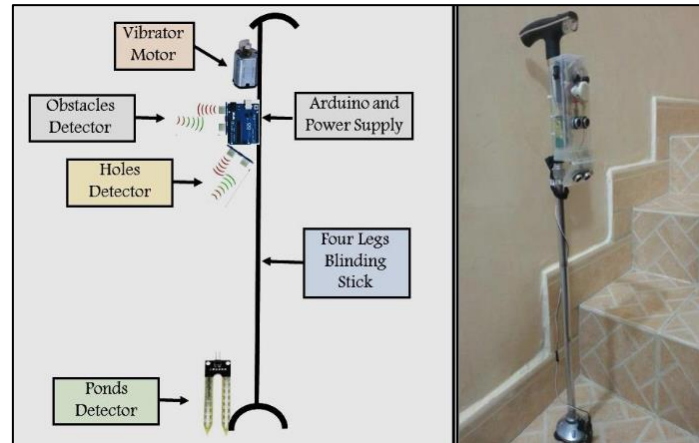 Vibrator
Motor
Obstacles
Detector
Arduino and
Power Supply
Holes
Detector
Four Legs
Blinding
Stick
Ponds
Detector